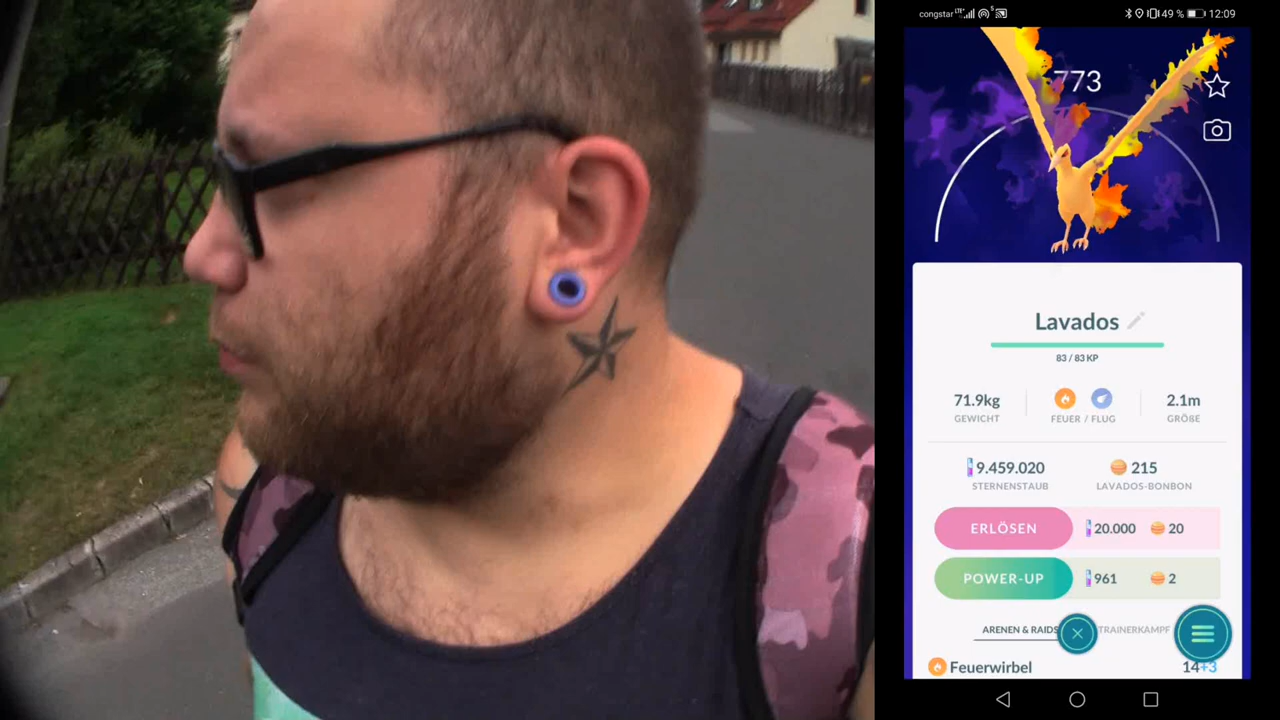 congstar LTE 5 49 % 12:09
773
Lavados
83 / 83 KP
71.9kg FEUER / FLUG 2.1m
GEWICHT GRÖßE
9.459.020 215
STERNENSTAUB LAVADOS-BONBON
ERLÖSEN 20.000 20
POWER-UP 961 2
ARENEN & RAIDS TRAINERKAMPF
Feuerwirbel 14+3